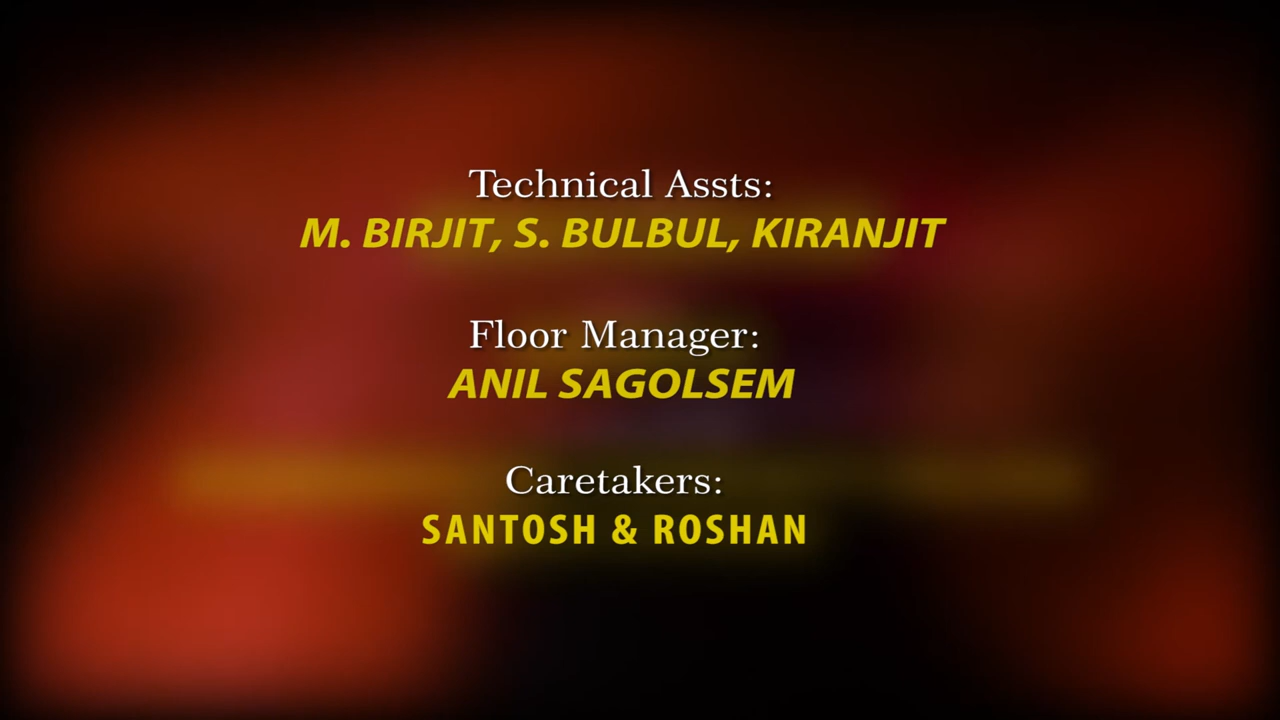 Technical Assts:
M. BIRJIT, S. BULBUL, KIRANJIT
Floor Manager:
ANIL SAGOLSEM
Caretakers:
SANTOSH & ROSHAN